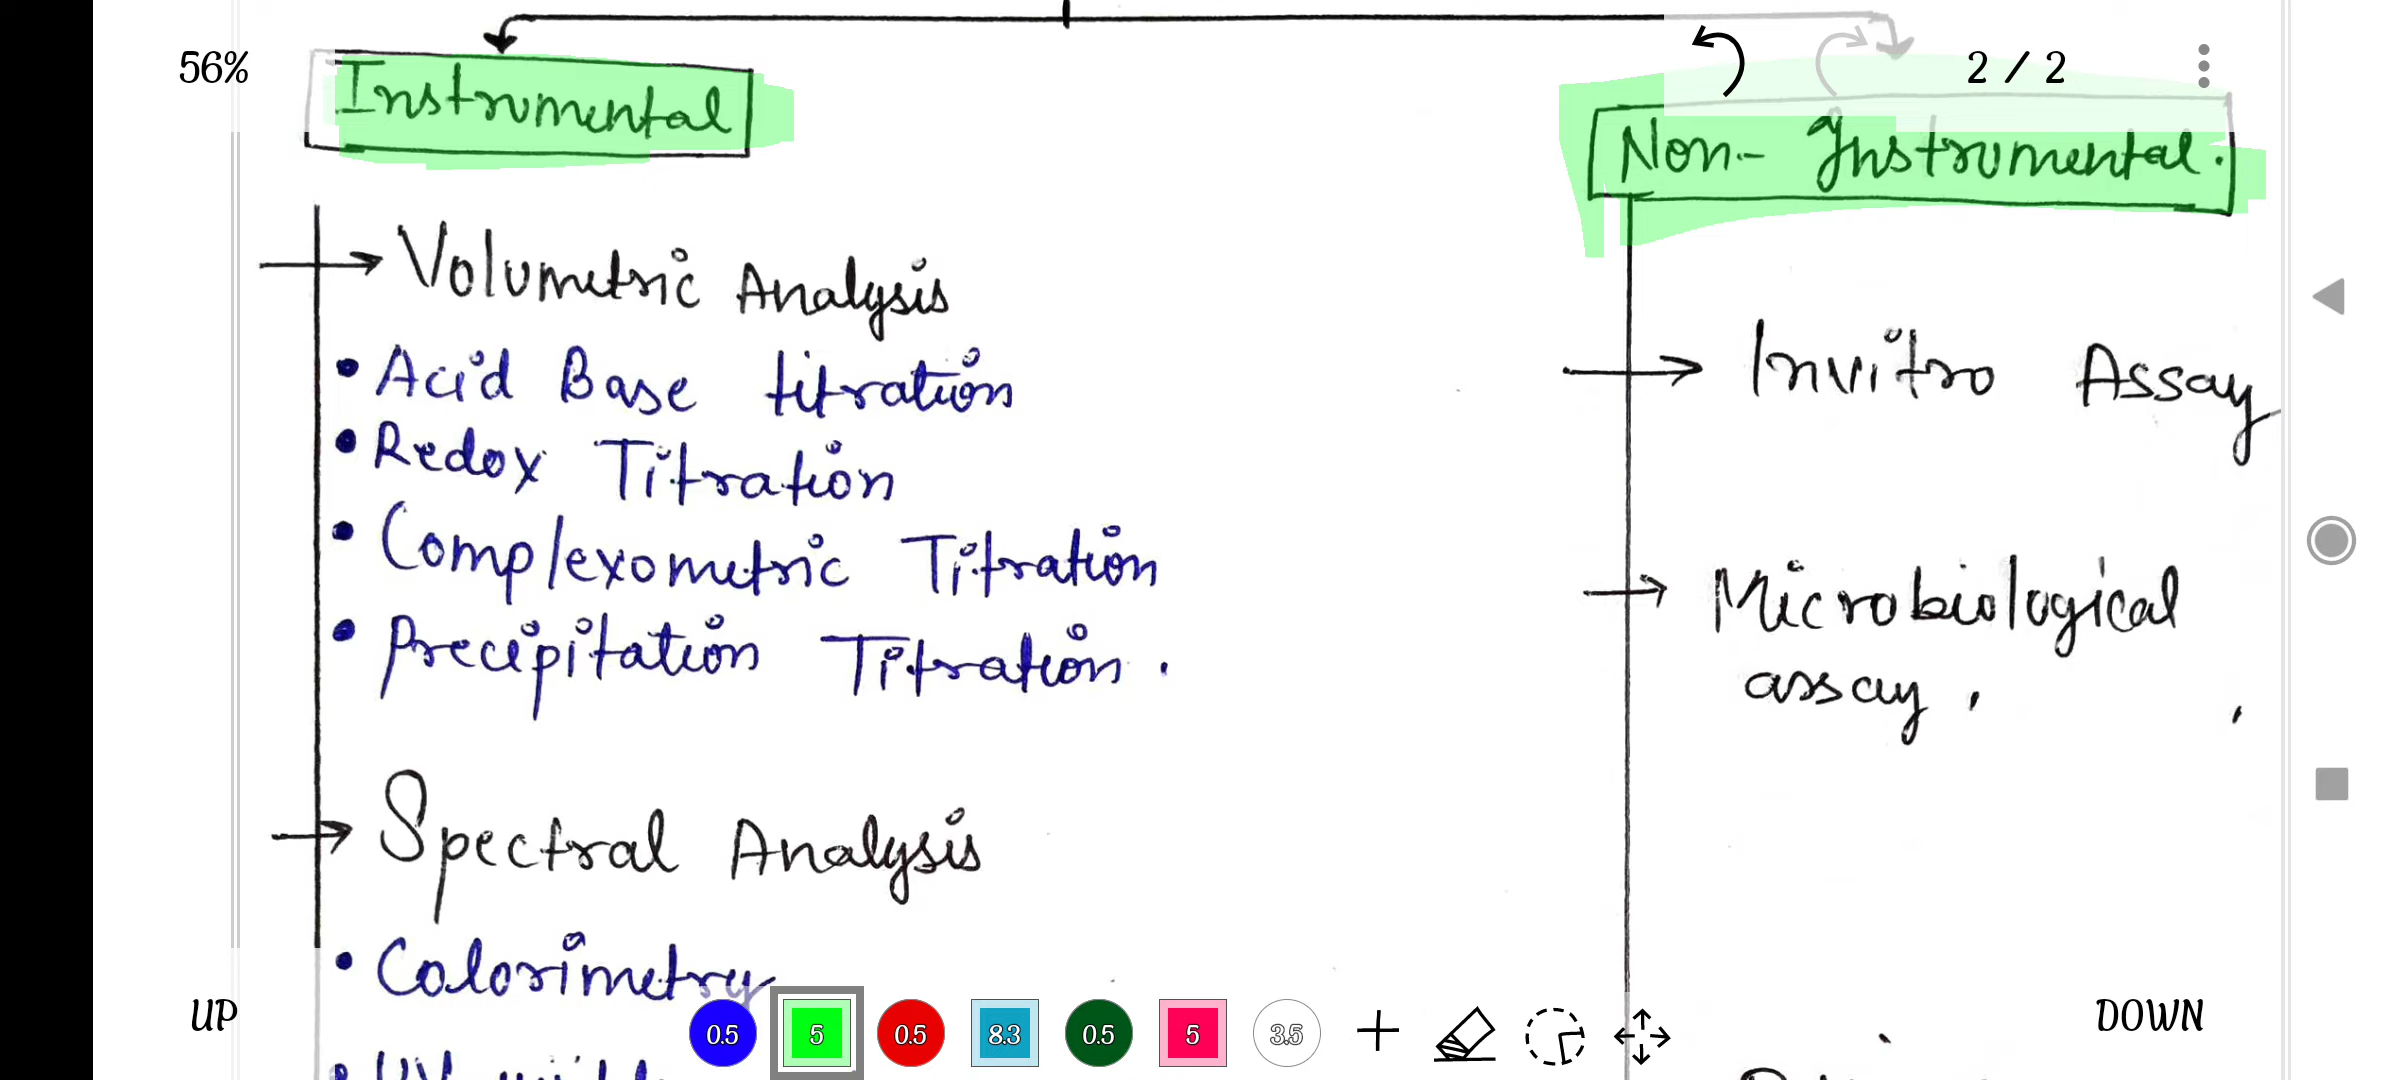 56%
2 / 2
Instrumental
Non- Instrumental.
→ Volumetric Analysis
• Acid Base titration
• Redox Titration
• Complexometric Titration
• Precipitation Titration.
→ Spectral Analysis
• Colorimetry
→ Invitro Assay
→ Microbiological
assay.
UP
DOWN
0.5
5
0.5
8.3
0.5
5
3.5